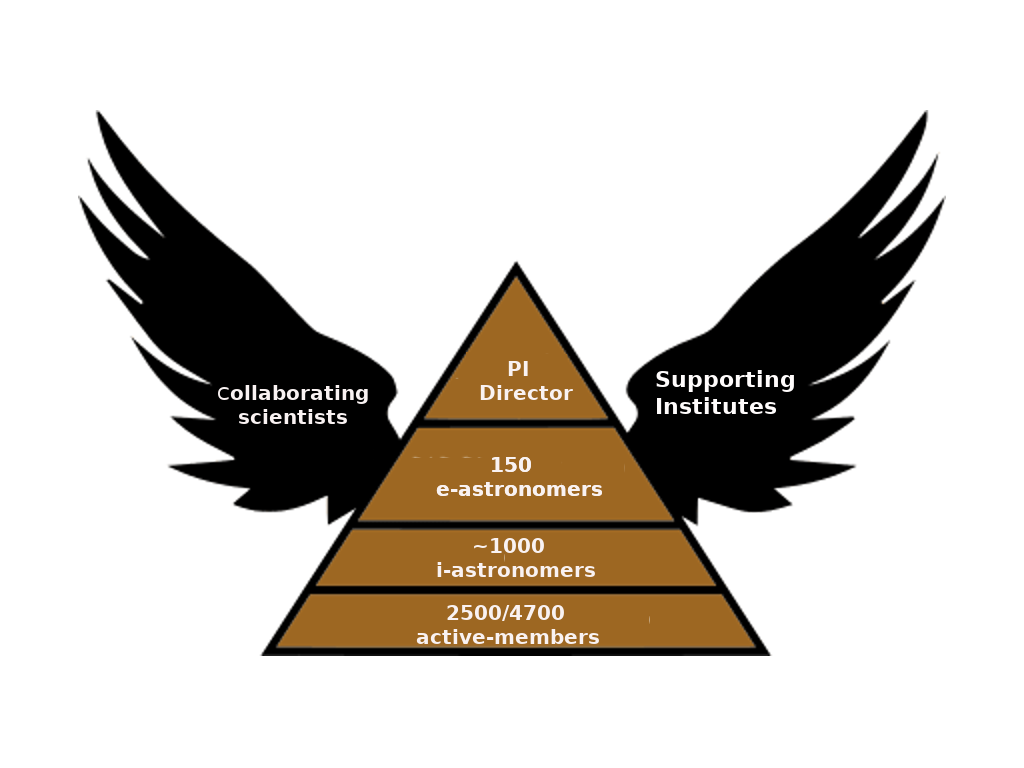 PI
Director
Collaborating
scientists
Supporting
Institutes
150
e-astronomers
~1000
i-astronomers
2500/4700
active-members